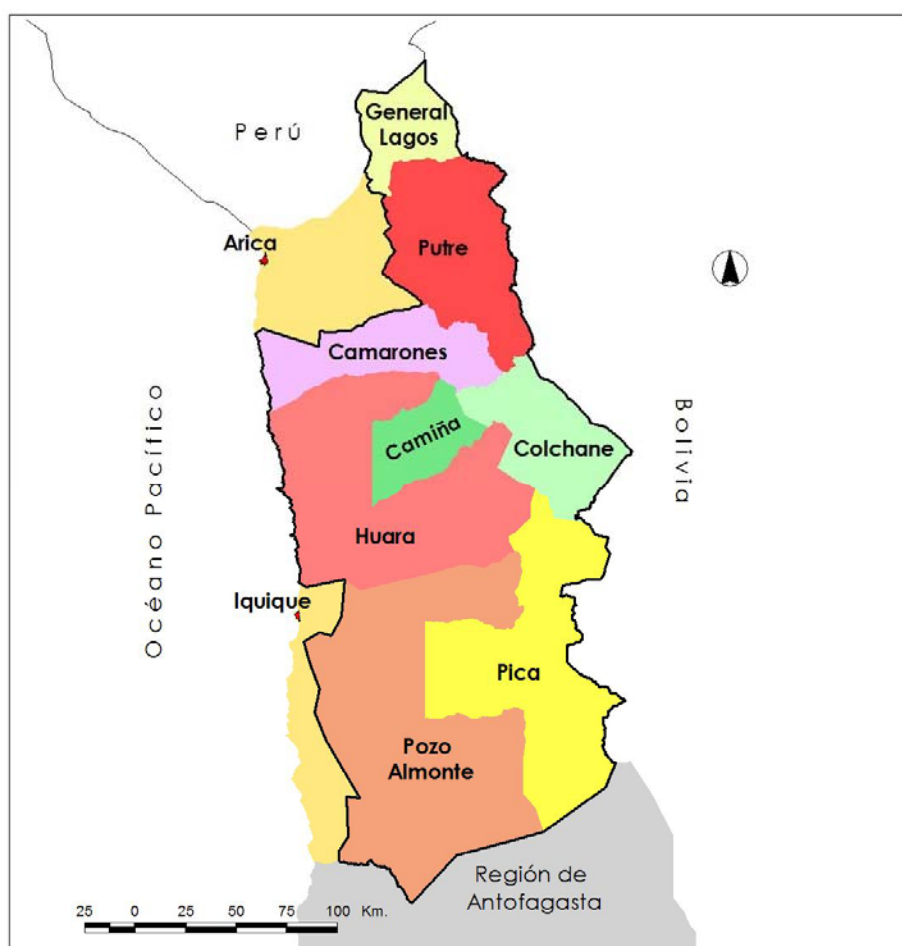 General
Lagos
Perú
Arica
Putre
Camarones
Camiña
Colchane
Bolivia
Océano Pacífico
Huara
Iquique
Pica
Pozo
Almonte
Región de
Antofagasta
25 0 25 50 75 100 Km.